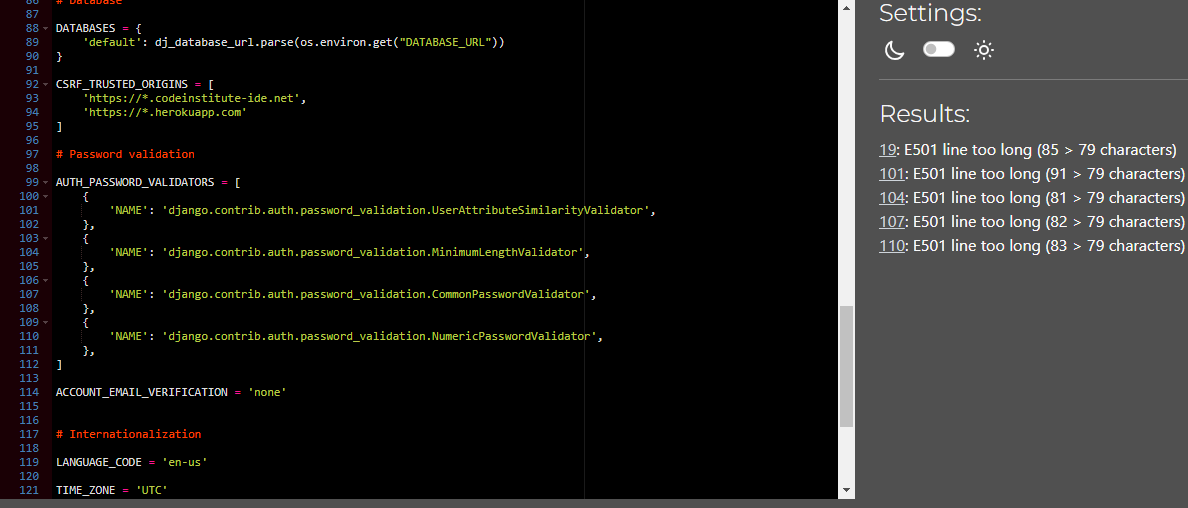 86 # Database
87
88 DATABASES = {
89     'default': dj_database_url.parse(os.environ.get("DATABASE_URL"))
90 }
91
92 CSRF_TRUSTED_ORIGINS = [
93     'https://*.codeinstitute-ide.net',
94     'https://*.herokuapp.com'
95 ]
96
97 # Password validation
98
99 AUTH_PASSWORD_VALIDATORS = [
100     {
101         'NAME': 'django.contrib.auth.password_validation.UserAttributeSimilarityValidator',
102     },
103     {
104         'NAME': 'django.contrib.auth.password_validation.MinimumLengthValidator',
105     },
106     {
107         'NAME': 'django.contrib.auth.password_validation.CommonPasswordValidator',
108     },
109     {
110         'NAME': 'django.contrib.auth.password_validation.NumericPasswordValidator',
111     },
112 ]
113
114 ACCOUNT_EMAIL_VERIFICATION = 'none'
115
116
117 # Internationalization
118
119 LANGUAGE_CODE = 'en-us'
120
121 TIME_ZONE = 'UTC'
Settings:
Results:
19: E501 line too long (85 > 79 characters)
101: E501 line too long (91 > 79 characters)
104: E501 line too long (81 > 79 characters)
107: E501 line too long (82 > 79 characters)
110: E501 line too long (83 > 79 characters)